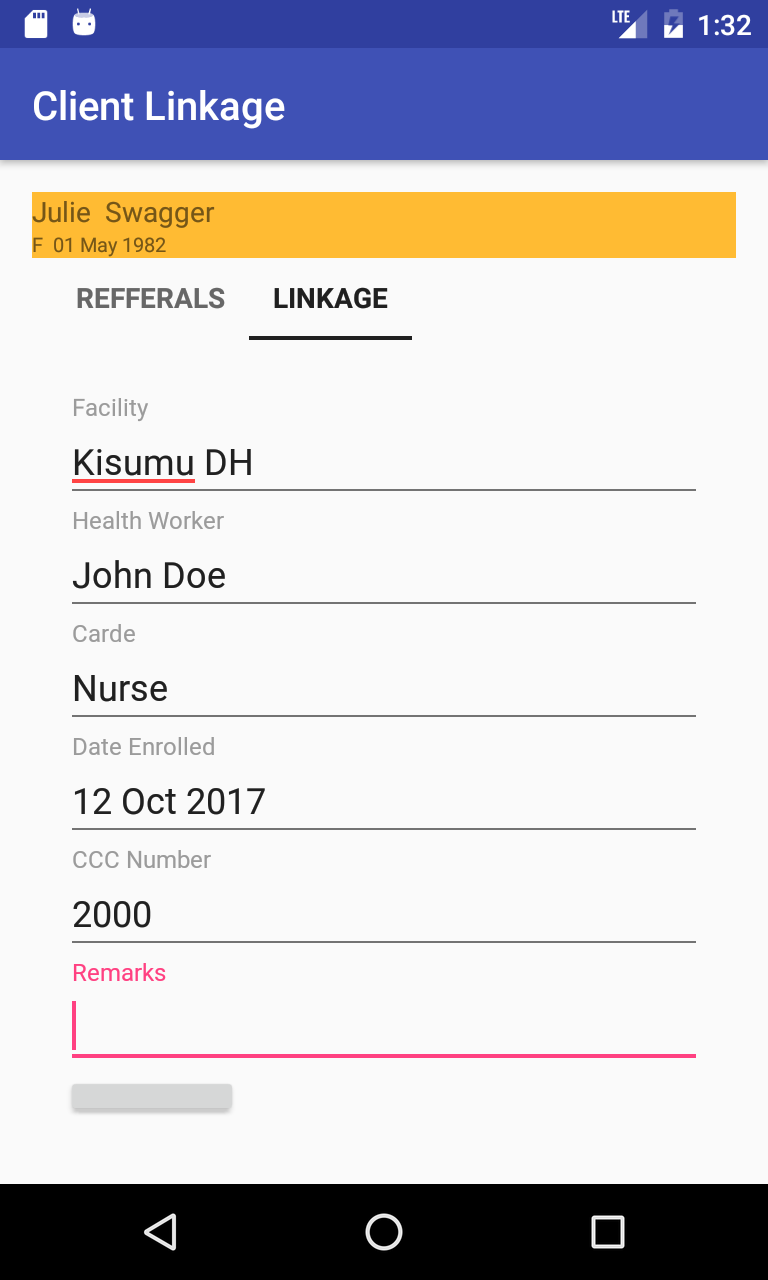 LTE 1:32
Client Linkage
Julie  Swagger
F  01 May 1982
REFFERALS LINKAGE
Facility
Kisumu DH
Health Worker
John Doe
Carde
Nurse
Date Enrolled
12 Oct 2017
CCC Number
2000
Remarks